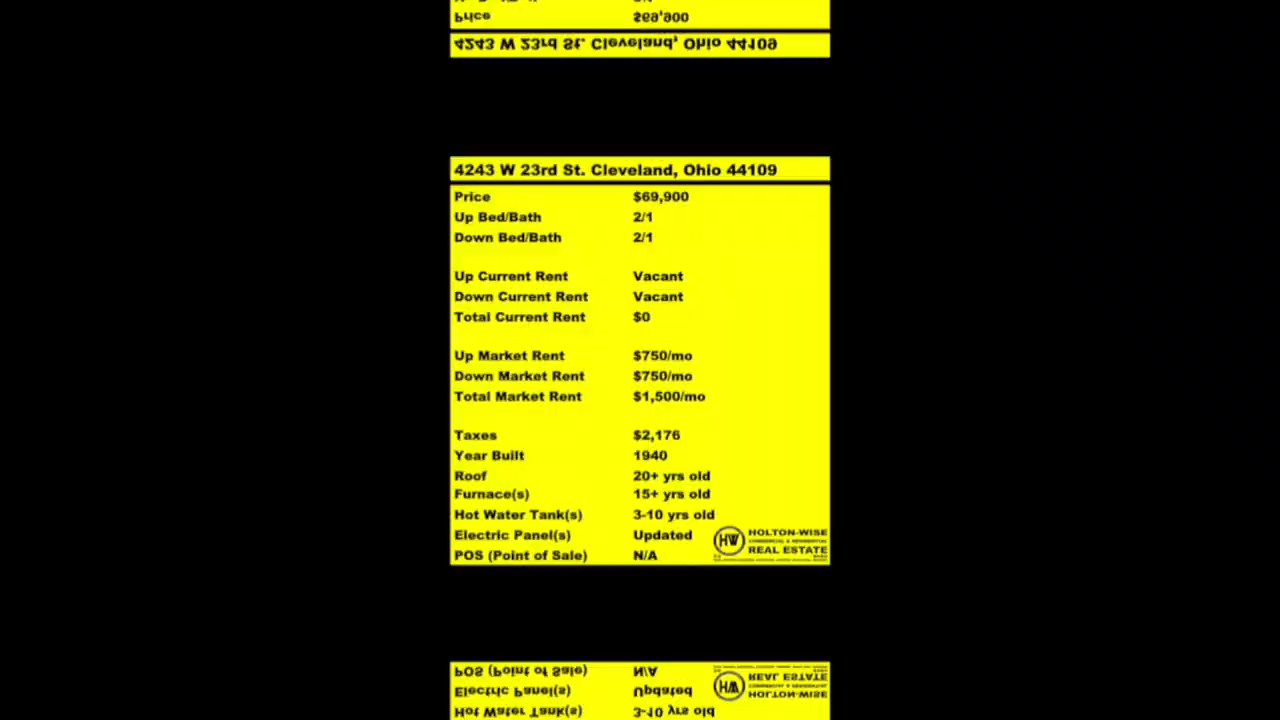 Price $69,900
4243 W 23rd St. Cleveland, Ohio 44109
4243 W 23rd St. Cleveland, Ohio 44109
Price $69,900
Up Bed/Bath 2/1
Down Bed/Bath 2/1
Up Current Rent Vacant
Down Current Rent Vacant
Total Current Rent $0
Up Market Rent $750/mo
Down Market Rent $750/mo
Total Market Rent $1,500/mo
Taxes $2,176
Year Built 1940
Roof 20+ yrs old
Furnace(s) 15+ yrs old
Hot Water Tank(s) 3-10 yrs old
Electric Panel(s) Updated
POS (Point of Sale) N/A
HW HOLTON-WISE
COMMERCIAL & RESIDENTIAL
REAL ESTATE
POS (Point of Sale) N/A
Electric Panel(s) Updated
Hot Water Tank(s) 3-10 yrs old
REAL ESTATE
COMMERCIAL & RESIDENTIAL
HW HOLTON-WISE